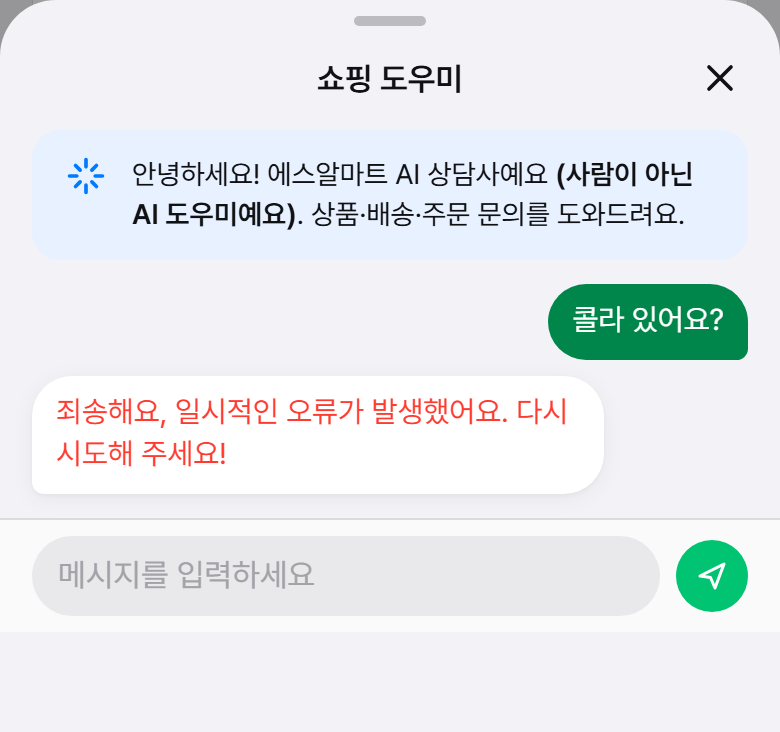 쇼핑 도우미
안녕하세요! 에스알마트 AI 상담사예요 (사람이 아닌
AI 도우미예요). 상품·배송·주문 문의를 도와드려요.
콜라 있어요?
죄송해요, 일시적인 오류가 발생했어요. 다시
시도해 주세요!
메시지를 입력하세요